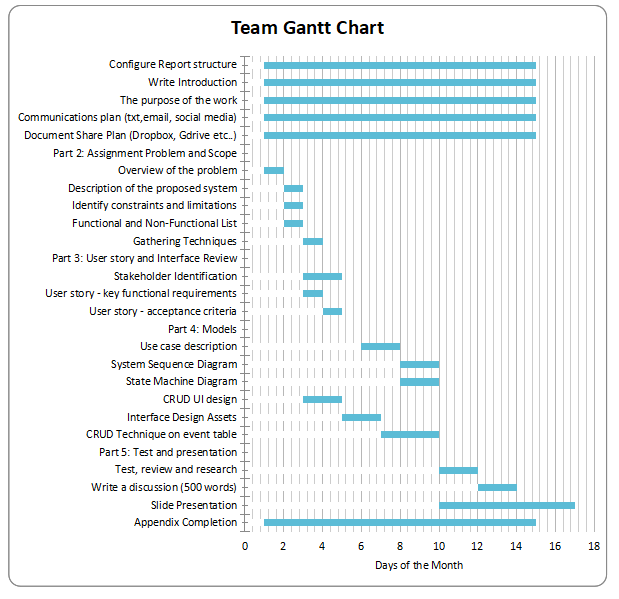 Team Gantt Chart
Configure Report structure
Write Introduction
The purpose of the work
Communications plan (txt,email, social media)
Document Share Plan (Dropbox, Gdrive etc..)
Part 2: Assignment Problem and Scope
Overview of the problem
Description of the proposed system
Identify constraints and limitations
Functional and Non-Functional List
Gathering Techniques
Part 3: User story and Interface Review
Stakeholder Identification
User story - key functional requirements
User story - acceptance criteria
Part 4: Models
Use case description
System Sequence Diagram
State Machine Diagram
CRUD UI design
Interface Design Assets
CRUD Technique on event table
Part 5: Test and presentation
Test, review and research
Write a discussion (500 words)
Slide Presentation
Appendix Completion
0 2 4 6 8 10 12 14 16 18
Days of the Month